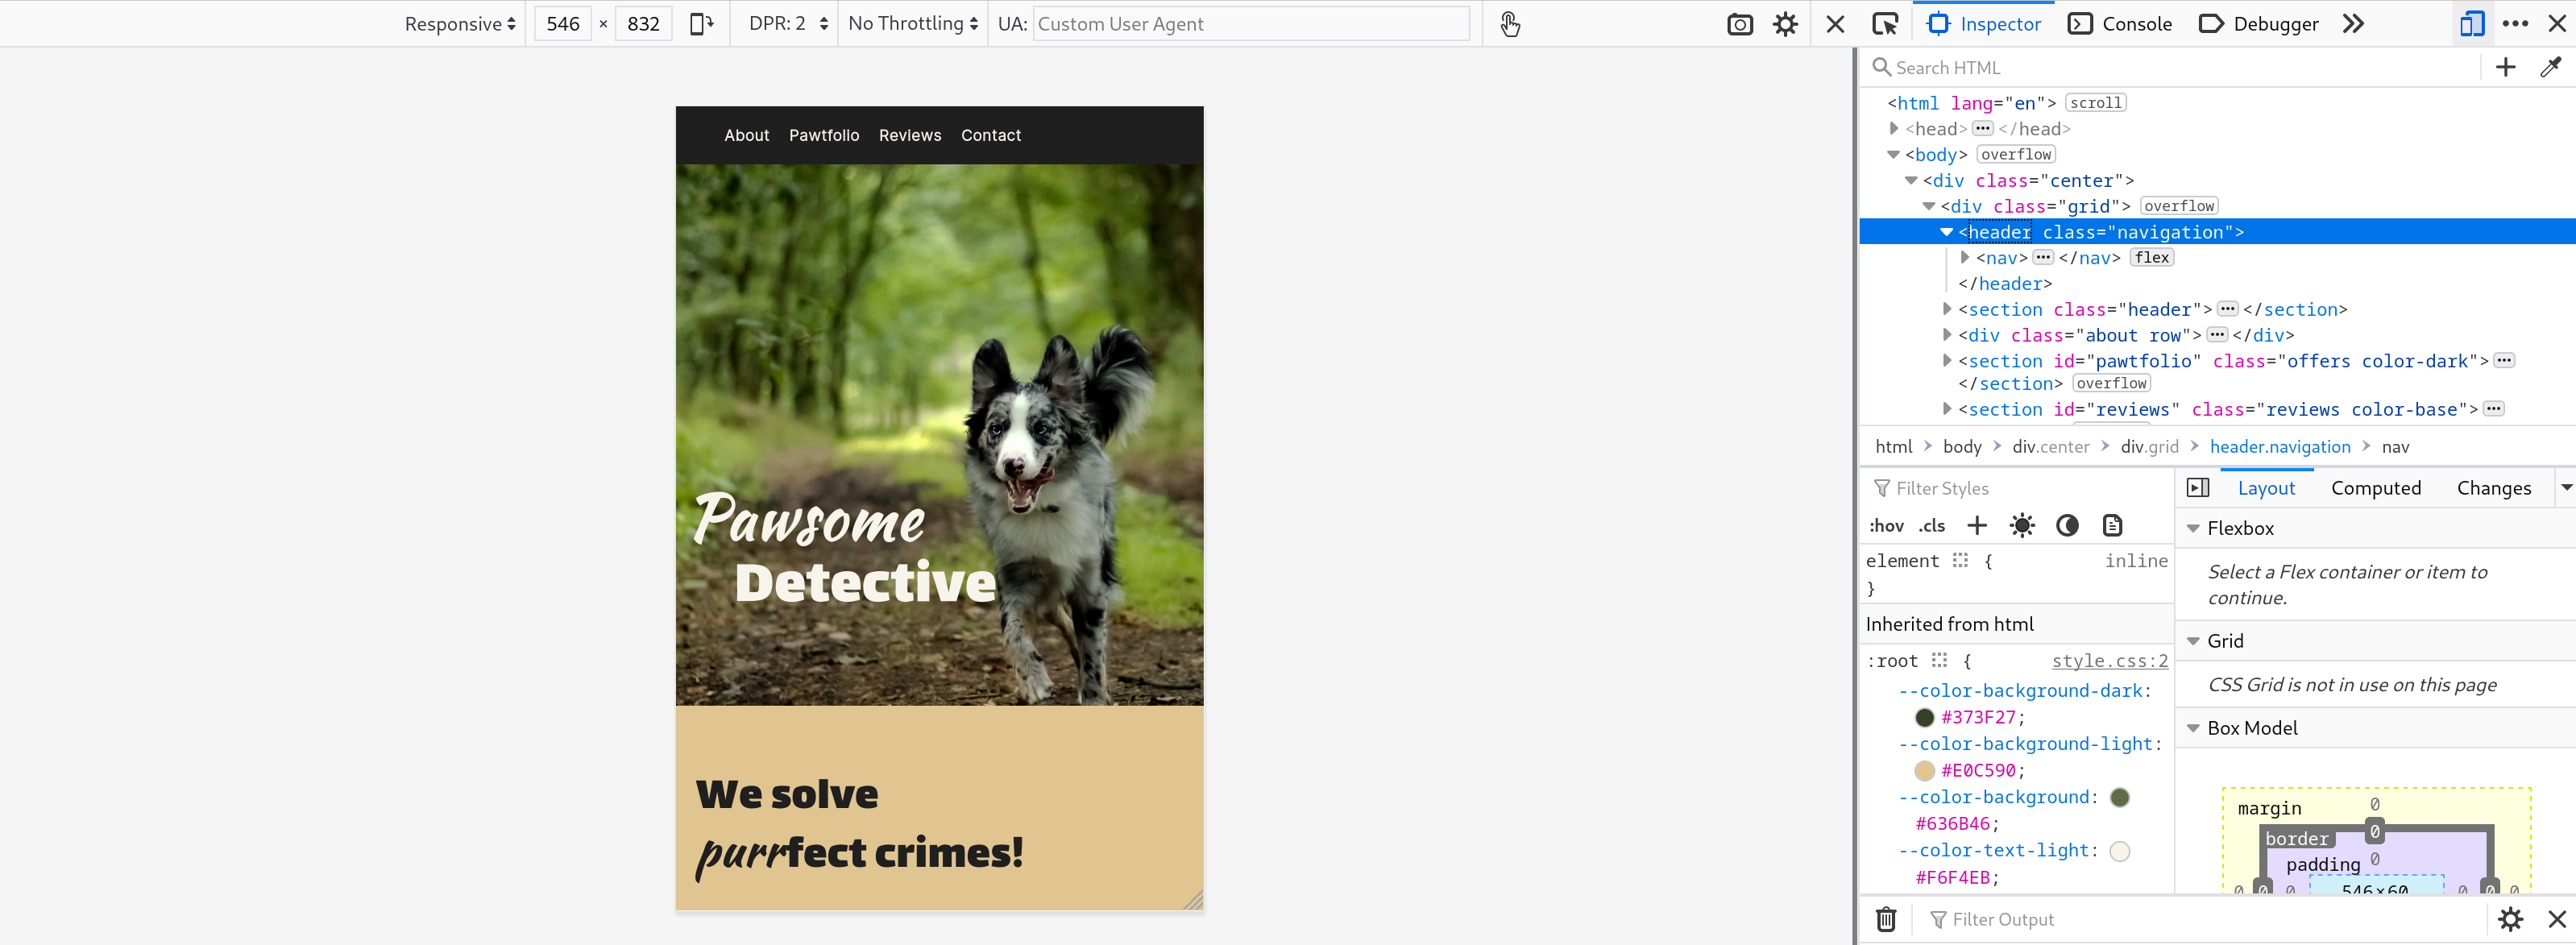 Responsive 546 × 832 DPR: 2 No Throttling UA: Custom User Agent
Inspector Console Debugger
About Pawtfolio Reviews Contact
Pawsome
Detective
We solve
purrfect crimes!
Search HTML
<html lang="en"> scroll
<head> ••• </head>
<body> overflow
<div class="center">
<div class="grid"> overflow
<header class="navigation">
<nav> ••• </nav> flex
</header>
<section class="header"> ••• </section>
<div class="about row"> ••• </div>
<section id="pawtfolio" class="offers color-dark"> •••
</section> overflow
<section id="reviews" class="reviews color-base"> •••
html > body > div.center > div.grid > header.navigation > nav
Filter Styles
:hov .cls
element { inline
}
Inherited from html
:root { style.css:2
--color-background-dark:
#373F27;
--color-background-light:
#E0C590;
--color-background:
#636B46;
--color-text-light:
#F6F4EB;
Layout Computed Changes
Flexbox
Select a Flex container or item to
continue.
Grid
CSS Grid is not in use on this page
Box Model
margin 0
border 0
padding 0
0 0 0 546×60 0 0 0
Filter Output